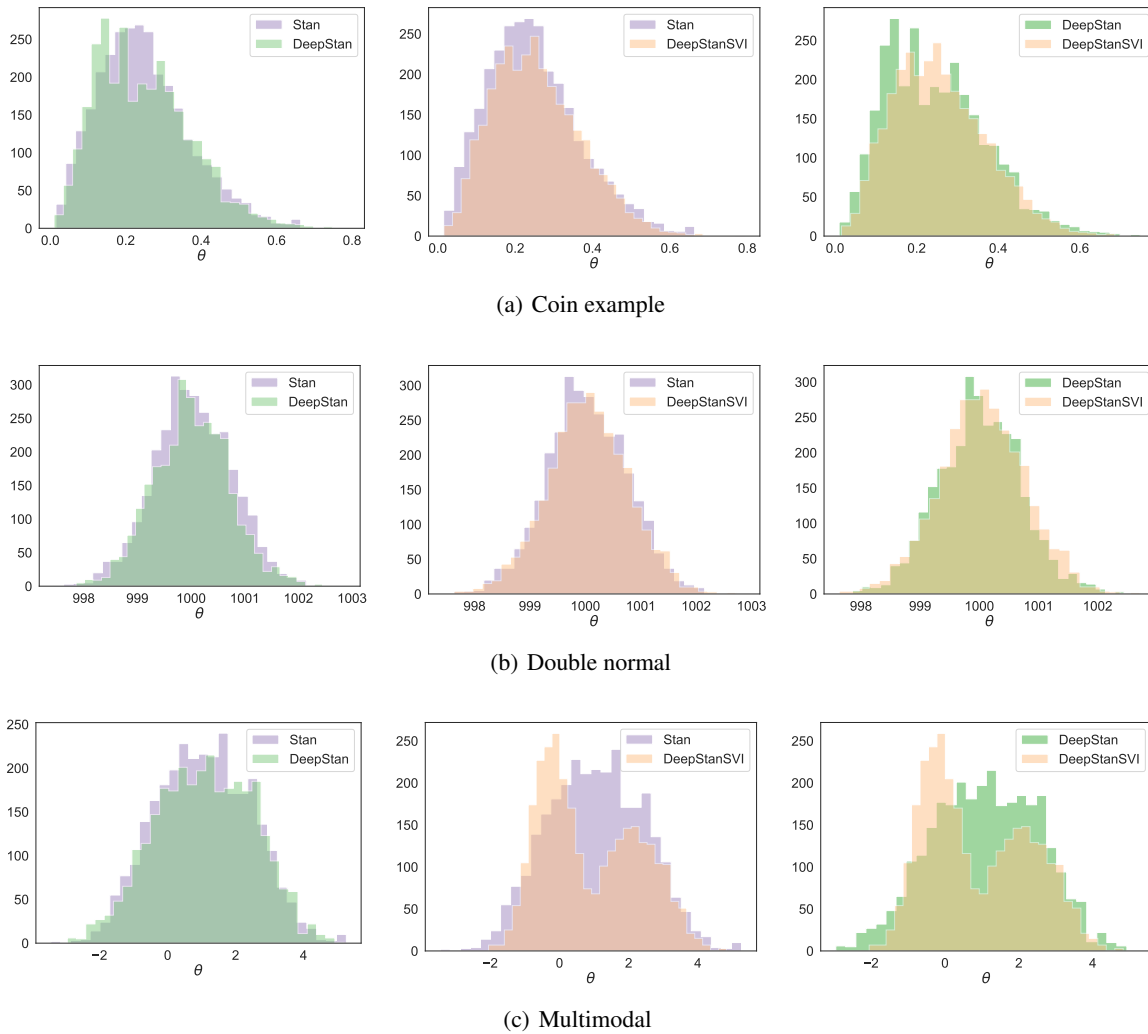 250
200
150
100
50
0
0.0 0.2 0.4 0.6 0.8
θ
Stan
DeepStan
250
200
150
100
50
0
0.0 0.2 0.4 0.6 0.8
θ
Stan
DeepStanSVI
250
200
150
100
50
0
0.0 0.2 0.4 0.6
θ
DeepStan
DeepStanSVI
(a) Coin example
300
250
200
150
100
50
0
998 999 1000 1001 1002 1003
θ
Stan
DeepStan
300
250
200
150
100
50
0
998 999 1000 1001 1002 1003
θ
Stan
DeepStanSVI
300
250
200
150
100
50
0
998 999 1000 1001 1002
θ
DeepStan
DeepStanSVI
(b) Double normal
250
200
150
100
50
0
−2 0 2 4
θ
Stan
DeepStan
250
200
150
100
50
0
−2 0 2 4
θ
Stan
DeepStanSVI
250
200
150
100
50
0
−2 0 2 4
θ
DeepStan
DeepStanSVI
(c) Multimodal